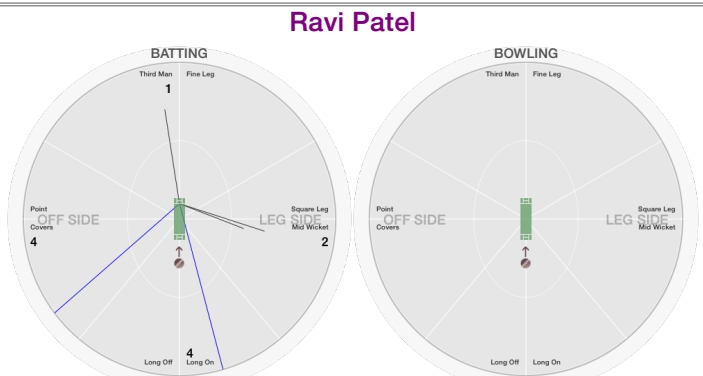 Ravi Patel
BATTING
Third Man Fine Leg
1
Point
OFF SIDE
Covers
4
Square Leg
LEG SIDE
Mid Wicket
2
4
Long Off Long On
BOWLING
Third Man Fine Leg
Point
OFF SIDE
Covers
Square Leg
LEG SIDE
Mid Wicket
Long Off Long On